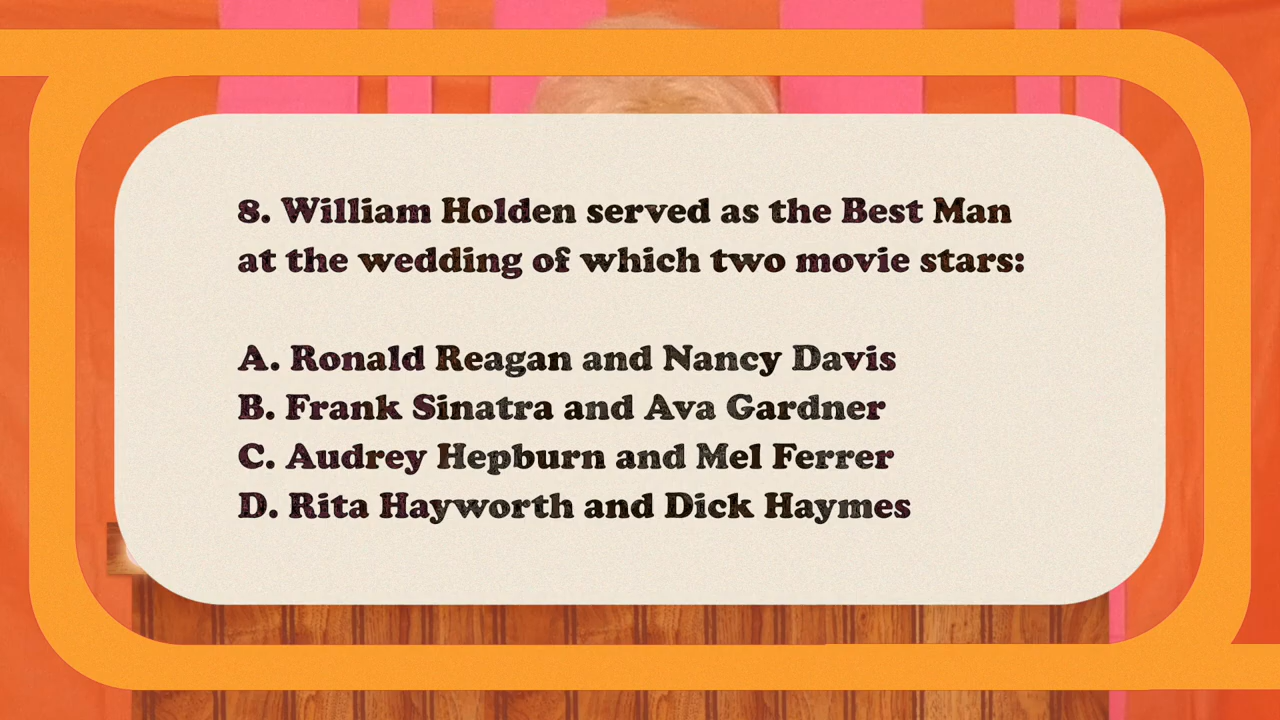 8. William Holden served as the Best Man
at the wedding of which two movie stars:
A. Ronald Reagan and Nancy Davis
B. Frank Sinatra and Ava Gardner
C. Audrey Hepburn and Mel Ferrer
D. Rita Hayworth and Dick Haymes